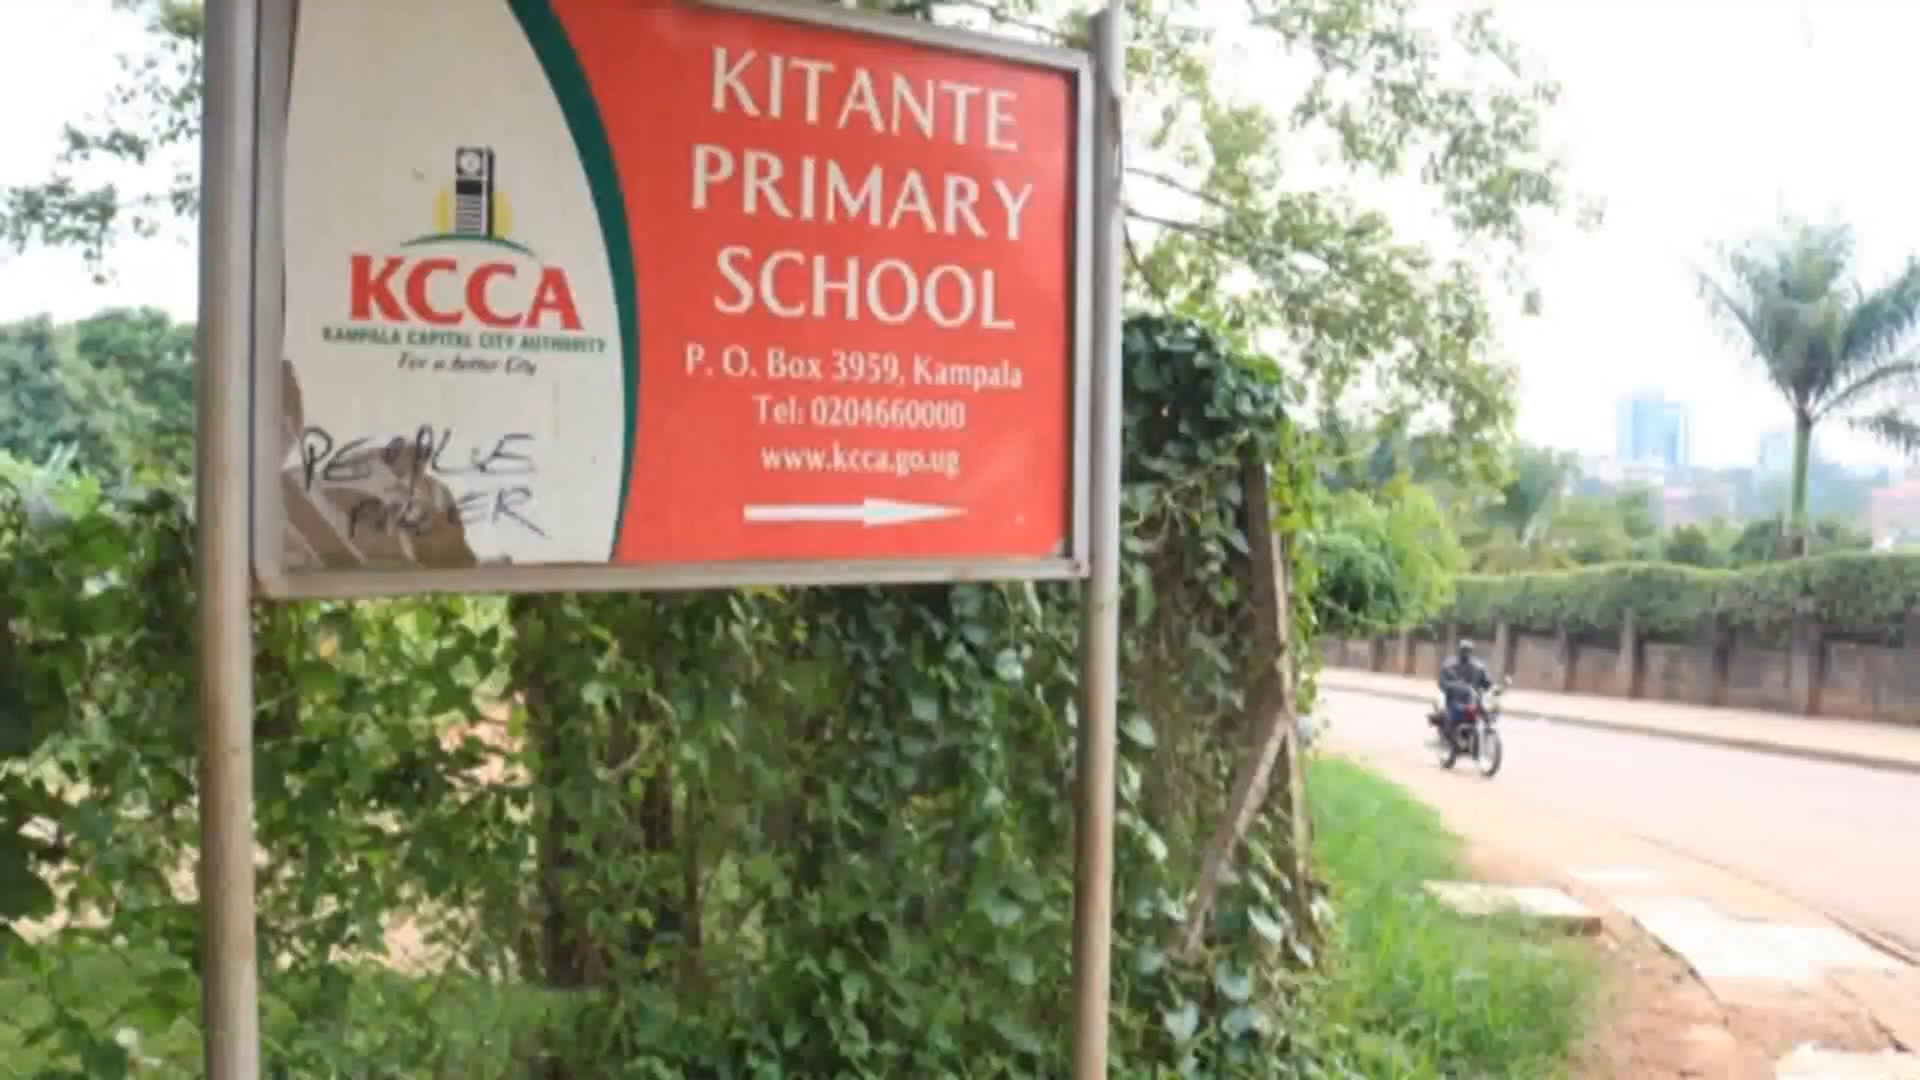 KCCA
KAMPALA CAPITAL CITY AUTHORITY
For a better City
PEOPLE
POWER
KITANTE
PRIMARY
SCHOOL
P. O. Box 3959, Kampala
Tel: 0204660000
www.kcca.go.ug